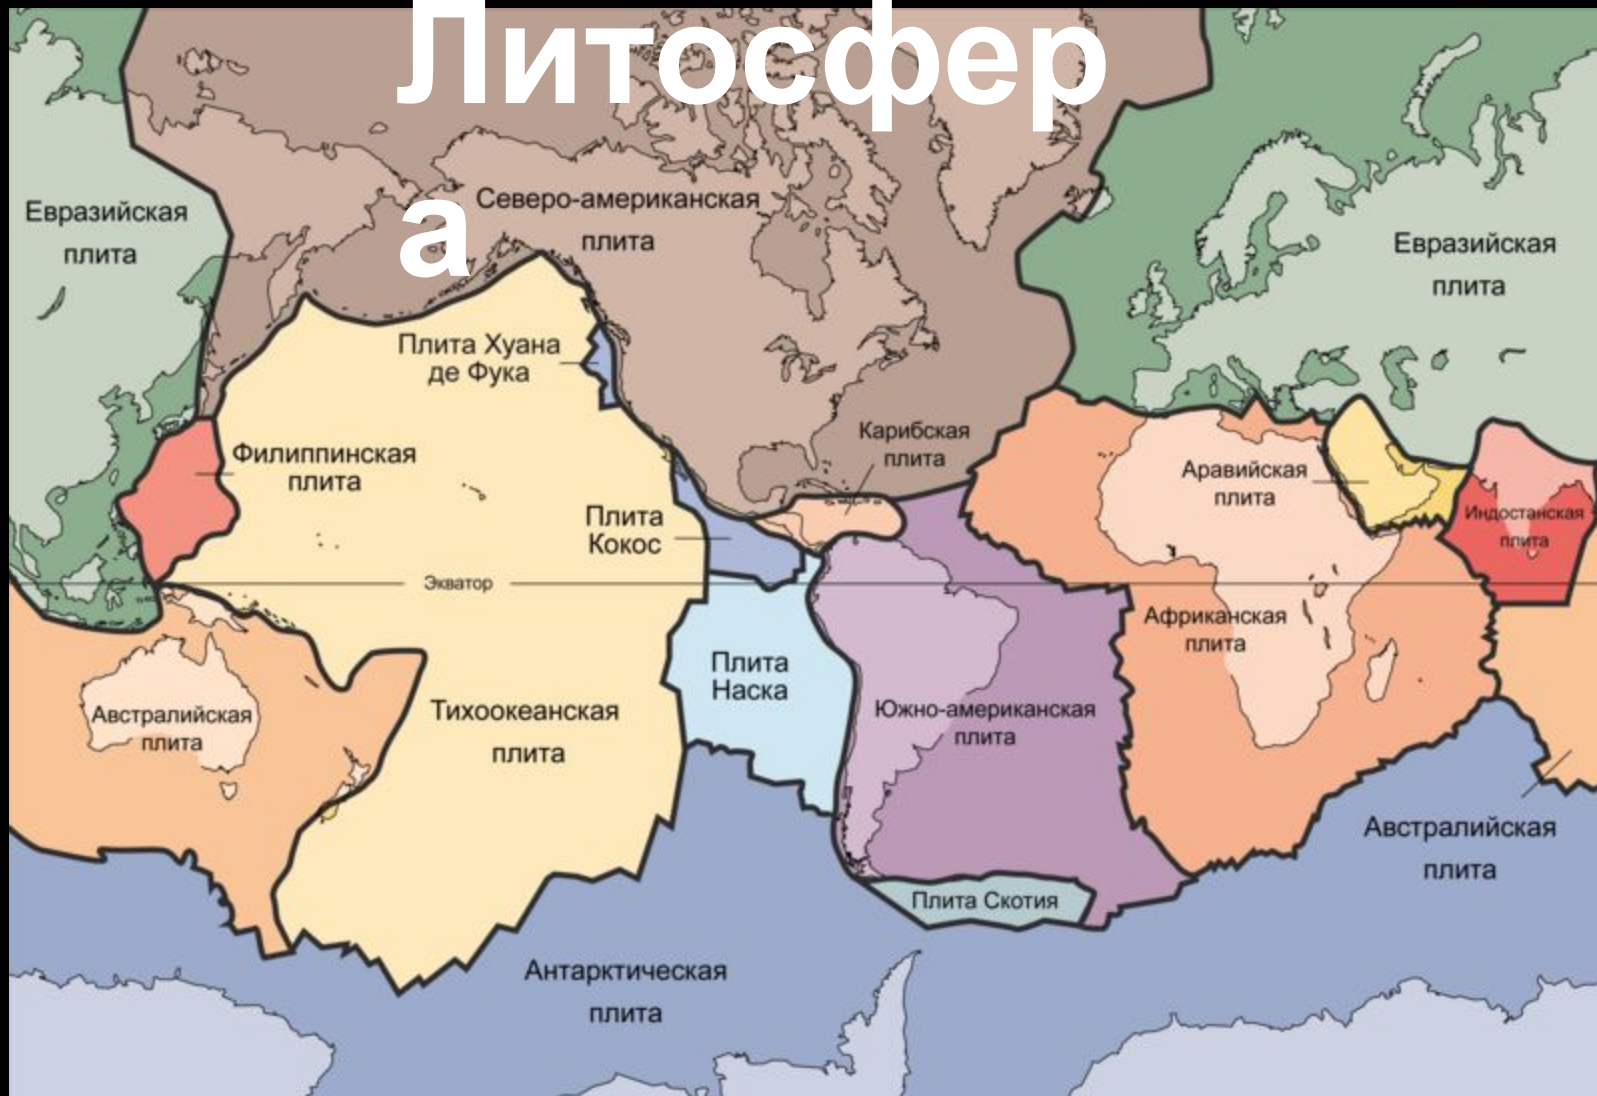 Литосфер
а
Евразийская
плита
Северо-американская
плита
Евразийская
плита
Плита Хуана
де Фука
Карибская
плита
Филиппинская
плита
Аравийская
плита
Плита
Кокос
Индостанская
плита
Экватор
Африканская
плита
Плита
Наска
Австралийская
плита
Тихоокеанская
плита
Южно-американская
плита
Австралийская
плита
Плита Скотия
Антарктическая
плита